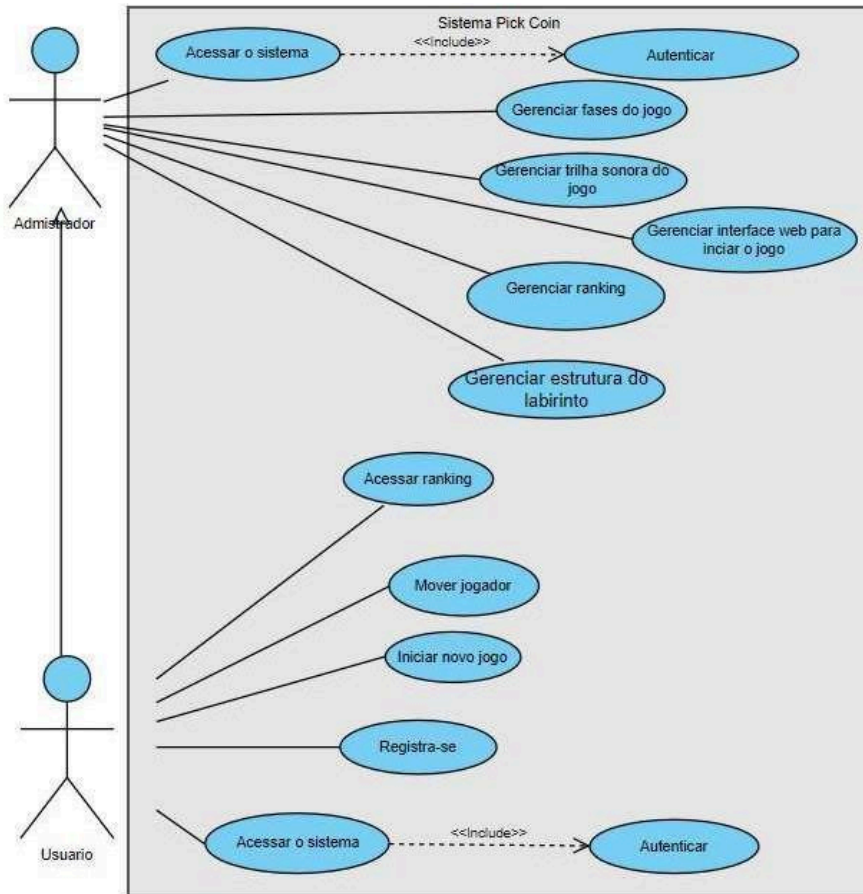 Sistema Pick Coin
Acessar o sistema
<<Include>>
Autenticar
Gerenciar fases do jogo
Gerenciar trilha sonora do
jogo
Admistrador
Gerenciar interface web para
inciar o jogo
Gerenciar ranking
Gerenciar estrutura do
labirinto
Acessar ranking
Mover jogador
Iniciar novo jogo
Registra-se
Usuario
Acessar o sistema
<<Include>>
Autenticar